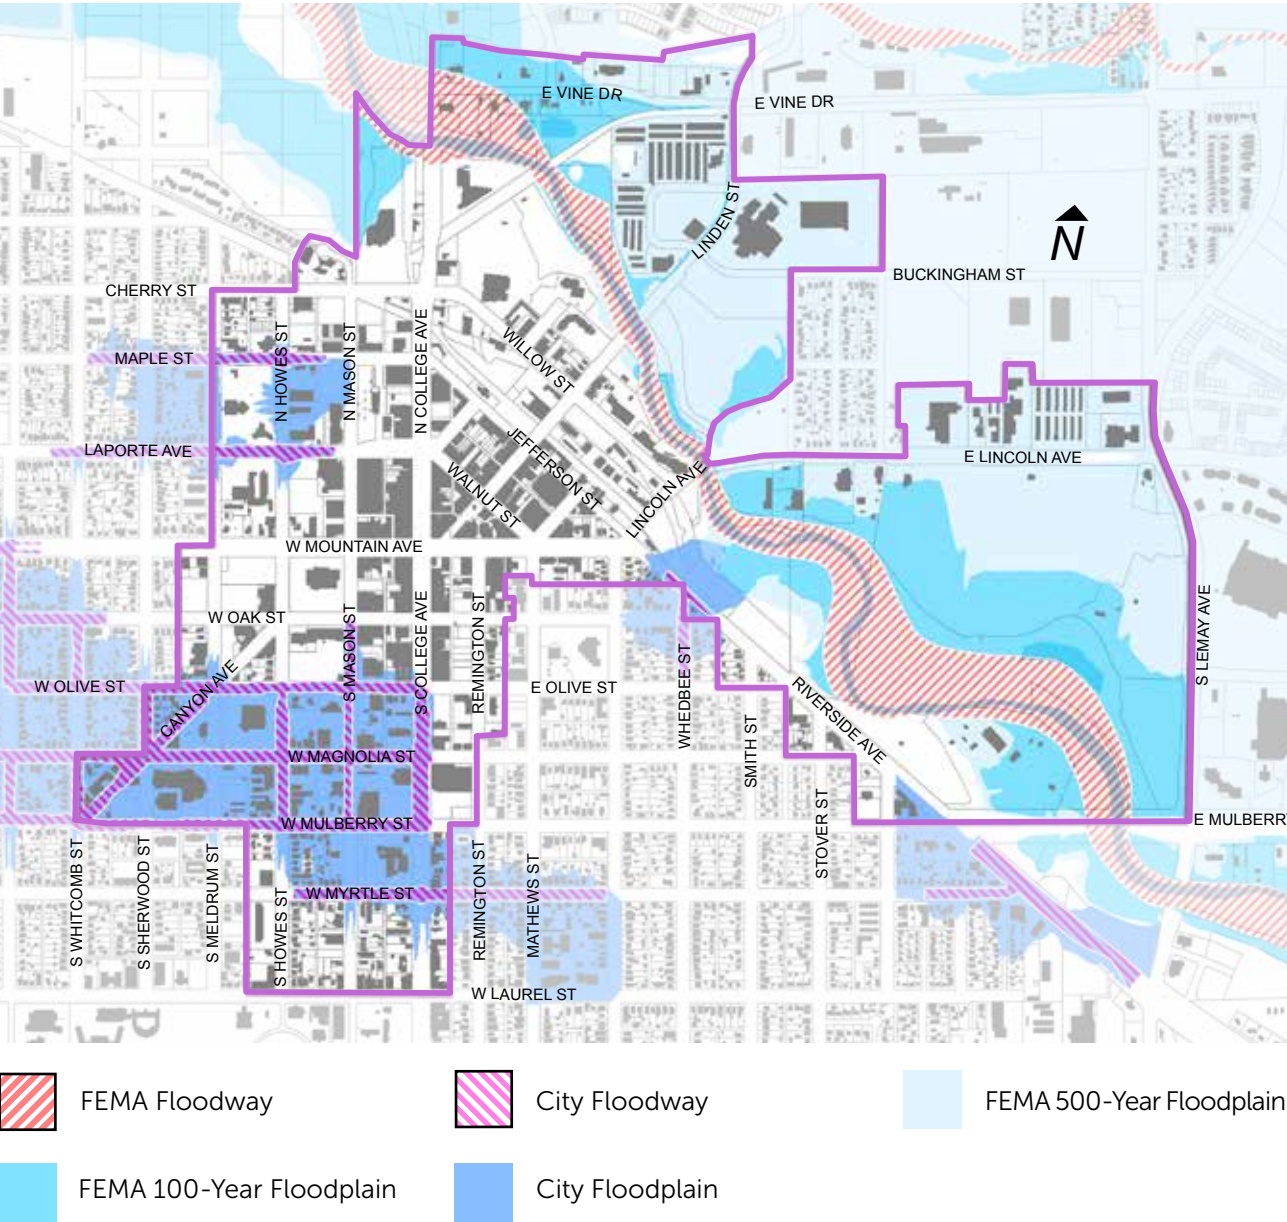 E VINE DR
E VINE DR
LINDEN ST
N
BUCKINGHAM ST
CHERRY ST
N HOWES ST
N MASON ST
N COLLEGE AVE
WILLOW ST
MAPLE ST
JEFFERSON ST
LAPORTE AVE
WALNUT ST
LINCOLN AVE
E LINCOLN AVE
W MOUNTAIN AVE
W OAK ST
S MASON ST
S COLLEGE AVE
REMINGTON ST
S LEMAY AVE
WHEDBEE ST
W OLIVE ST
CANYON AVE
E OLIVE ST
RIVERSIDE AVE
SMITH ST
W MAGNOLIA ST
STOVER ST
W MULBERRY ST
E MULBERRY
S WHITCOMB ST
S SHERWOOD ST
S MELDRUM ST
S HOWES ST
W MYRTLE ST
REMINGTON ST
MATHEWS ST
W LAUREL ST
FEMA Floodway
City Floodway
FEMA 500-Year Floodplain
FEMA 100-Year Floodplain
City Floodplain